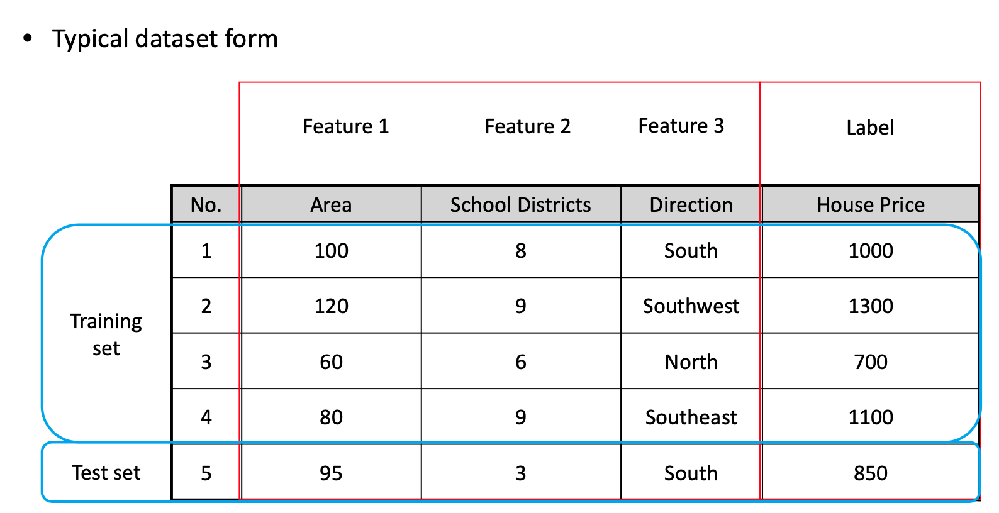 • Typical dataset form
Feature 1 Feature 2 Feature 3 Label
No. Area School Districts Direction House Price
1 100 8 South 1000
2 120 9 Southwest 1300
Training
set
3 60 6 North 700
4 80 9 Southeast 1100
Test set 5 95 3 South 850